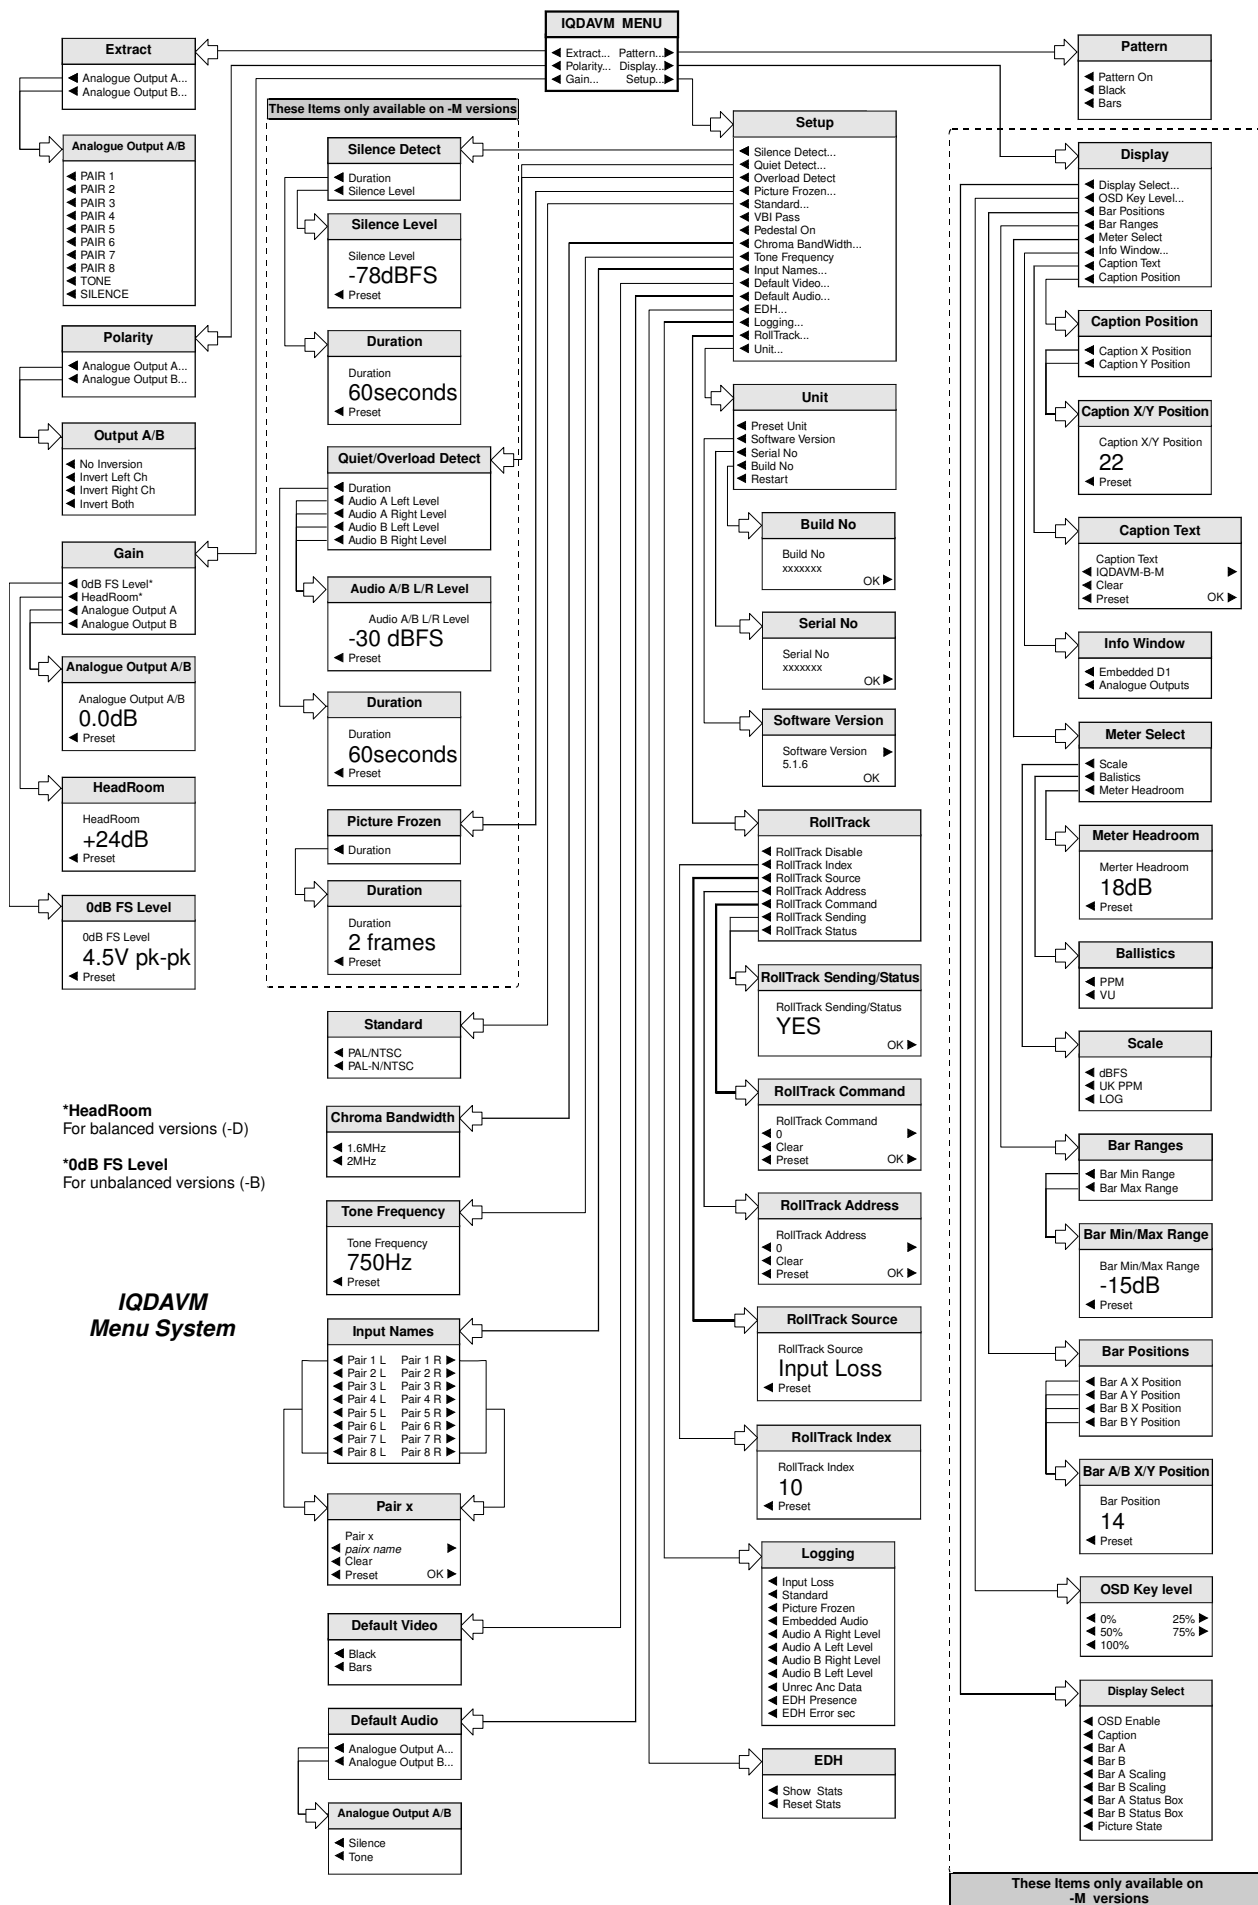 IQDAVM MENU
Extract... Pattern...
Polarity... Display...
Gain... Setup...
Extract
Analogue Output A...
Analogue Output B...
Analogue Output A/B
PAIR 1
PAIR 2
PAIR 3
PAIR 4
PAIR 5
PAIR 6
PAIR 7
PAIR 8
TONE
SILENCE
Polarity
Analogue Output A...
Analogue Output B...
Output A/B
No Inversion
Invert Left Ch
Invert Right Ch
Invert Both
Gain
0dB FS Level*
HeadRoom*
Analogue Output A
Analogue Output B
Analogue Output A/B
Analogue Output A/B
0.0dB
Preset
HeadRoom
HeadRoom
+24dB
Preset
0dB FS Level
0dB FS Level
4.5V pk-pk
Preset
*HeadRoom
For balanced versions (-D)
*0dB FS Level
For unbalanced versions (-B)
IQDAVM
Menu System
These Items only available on -M versions
Silence Detect
Duration
Silence Level
Silence Level
Silence Level
-78dBFS
Preset
Duration
Duration
60seconds
Preset
Quiet/Overload Detect
Duration
Audio A Left Level
Audio A Right Level
Audio B Left Level
Audio B Right Level
Audio A/B L/R Level
Audio A/B L/R Level
-30 dBFS
Preset
Duration
Duration
60seconds
Preset
Picture Frozen
Duration
Duration
Duration
2 frames
Preset
Standard
PAL/NTSC
PAL-N/NTSC
Chroma Bandwidth
1.6MHz
2MHz
Tone Frequency
Tone Frequency
750Hz
Preset
Input Names
Pair 1 L Pair 1 R
Pair 2 L Pair 2 R
Pair 3 L Pair 3 R
Pair 4 L Pair 4 R
Pair 5 L Pair 5 R
Pair 6 L Pair 6 R
Pair 7 L Pair 7 R
Pair 8 L Pair 8 R
Pair x
Pair x
pairx name
Clear
Preset OK
Default Video
Black
Bars
Default Audio
Analogue Output A...
Analogue Output B...
Analogue Output A/B
Silence
Tone
Setup
Silence Detect...
Quiet Detect...
Overload Detect
Picture Frozen...
Standard...
VBI Pass
Pedestal On
Chroma BandWidth...
Tone Frequency
Input Names...
Default Video...
Default Audio...
EDH...
Logging...
RollTrack...
Unit...
Unit
Preset Unit
Software Version
Serial No
Build No
Restart
Build No
Build No
xxxxxxx
OK
Serial No
Serial No
xxxxxxx
OK
Software Version
Software Version
5.1.6
OK
RollTrack
RollTrack Disable
RollTrack Index
RollTrack Source
RollTrack Address
RollTrack Command
RollTrack Sending
RollTrack Status
RollTrack Sending/Status
RollTrack Sending/Status
YES
OK
RollTrack Command
RollTrack Command
0
Clear
Preset OK
RollTrack Address
RollTrack Address
0
Clear
Preset OK
RollTrack Source
RollTrack Source
Input Loss
Preset
RollTrack Index
RollTrack Index
10
Preset
Logging
Input Loss
Standard
Picture Frozen
Embedded Audio
Audio A Right Level
Audio A Left Level
Audio B Right Level
Audio B Left Level
Unrec Anc Data
EDH Presence
EDH Error sec
EDH
Show Stats
Reset Stats
Pattern
Pattern On
Black
Bars
Display
Display Select...
OSD Key Level...
Bar Positions
Bar Ranges
Meter Select
Info Window...
Caption Text
Caption Position
Caption Position
Caption X Position
Caption Y Position
Caption X/Y Position
Caption X/Y Position
22
Preset
Caption Text
Caption Text
IQDAVM-B-M
Clear
Preset OK
Info Window
Embedded D1
Analogue Outputs
Meter Select
Scale
Balistics
Meter Headroom
Meter Headroom
Merter Headroom
18dB
Preset
Ballistics
PPM
VU
Scale
dBFS
UK PPM
LOG
Bar Ranges
Bar Min Range
Bar Max Range
Bar Min/Max Range
Bar Min/Max Range
-15dB
Preset
Bar Positions
Bar A X Position
Bar A Y Position
Bar B X Position
Bar B Y Position
Bar A/B X/Y Position
Bar Position
14
Preset
OSD Key level
0% 25%
50% 75%
100%
Display Select
OSD Enable
Caption
Bar A
Bar B
Bar A Scaling
Bar B Scaling
Bar A Status Box
Bar B Status Box
Picture State
These Items only available on
-M versions